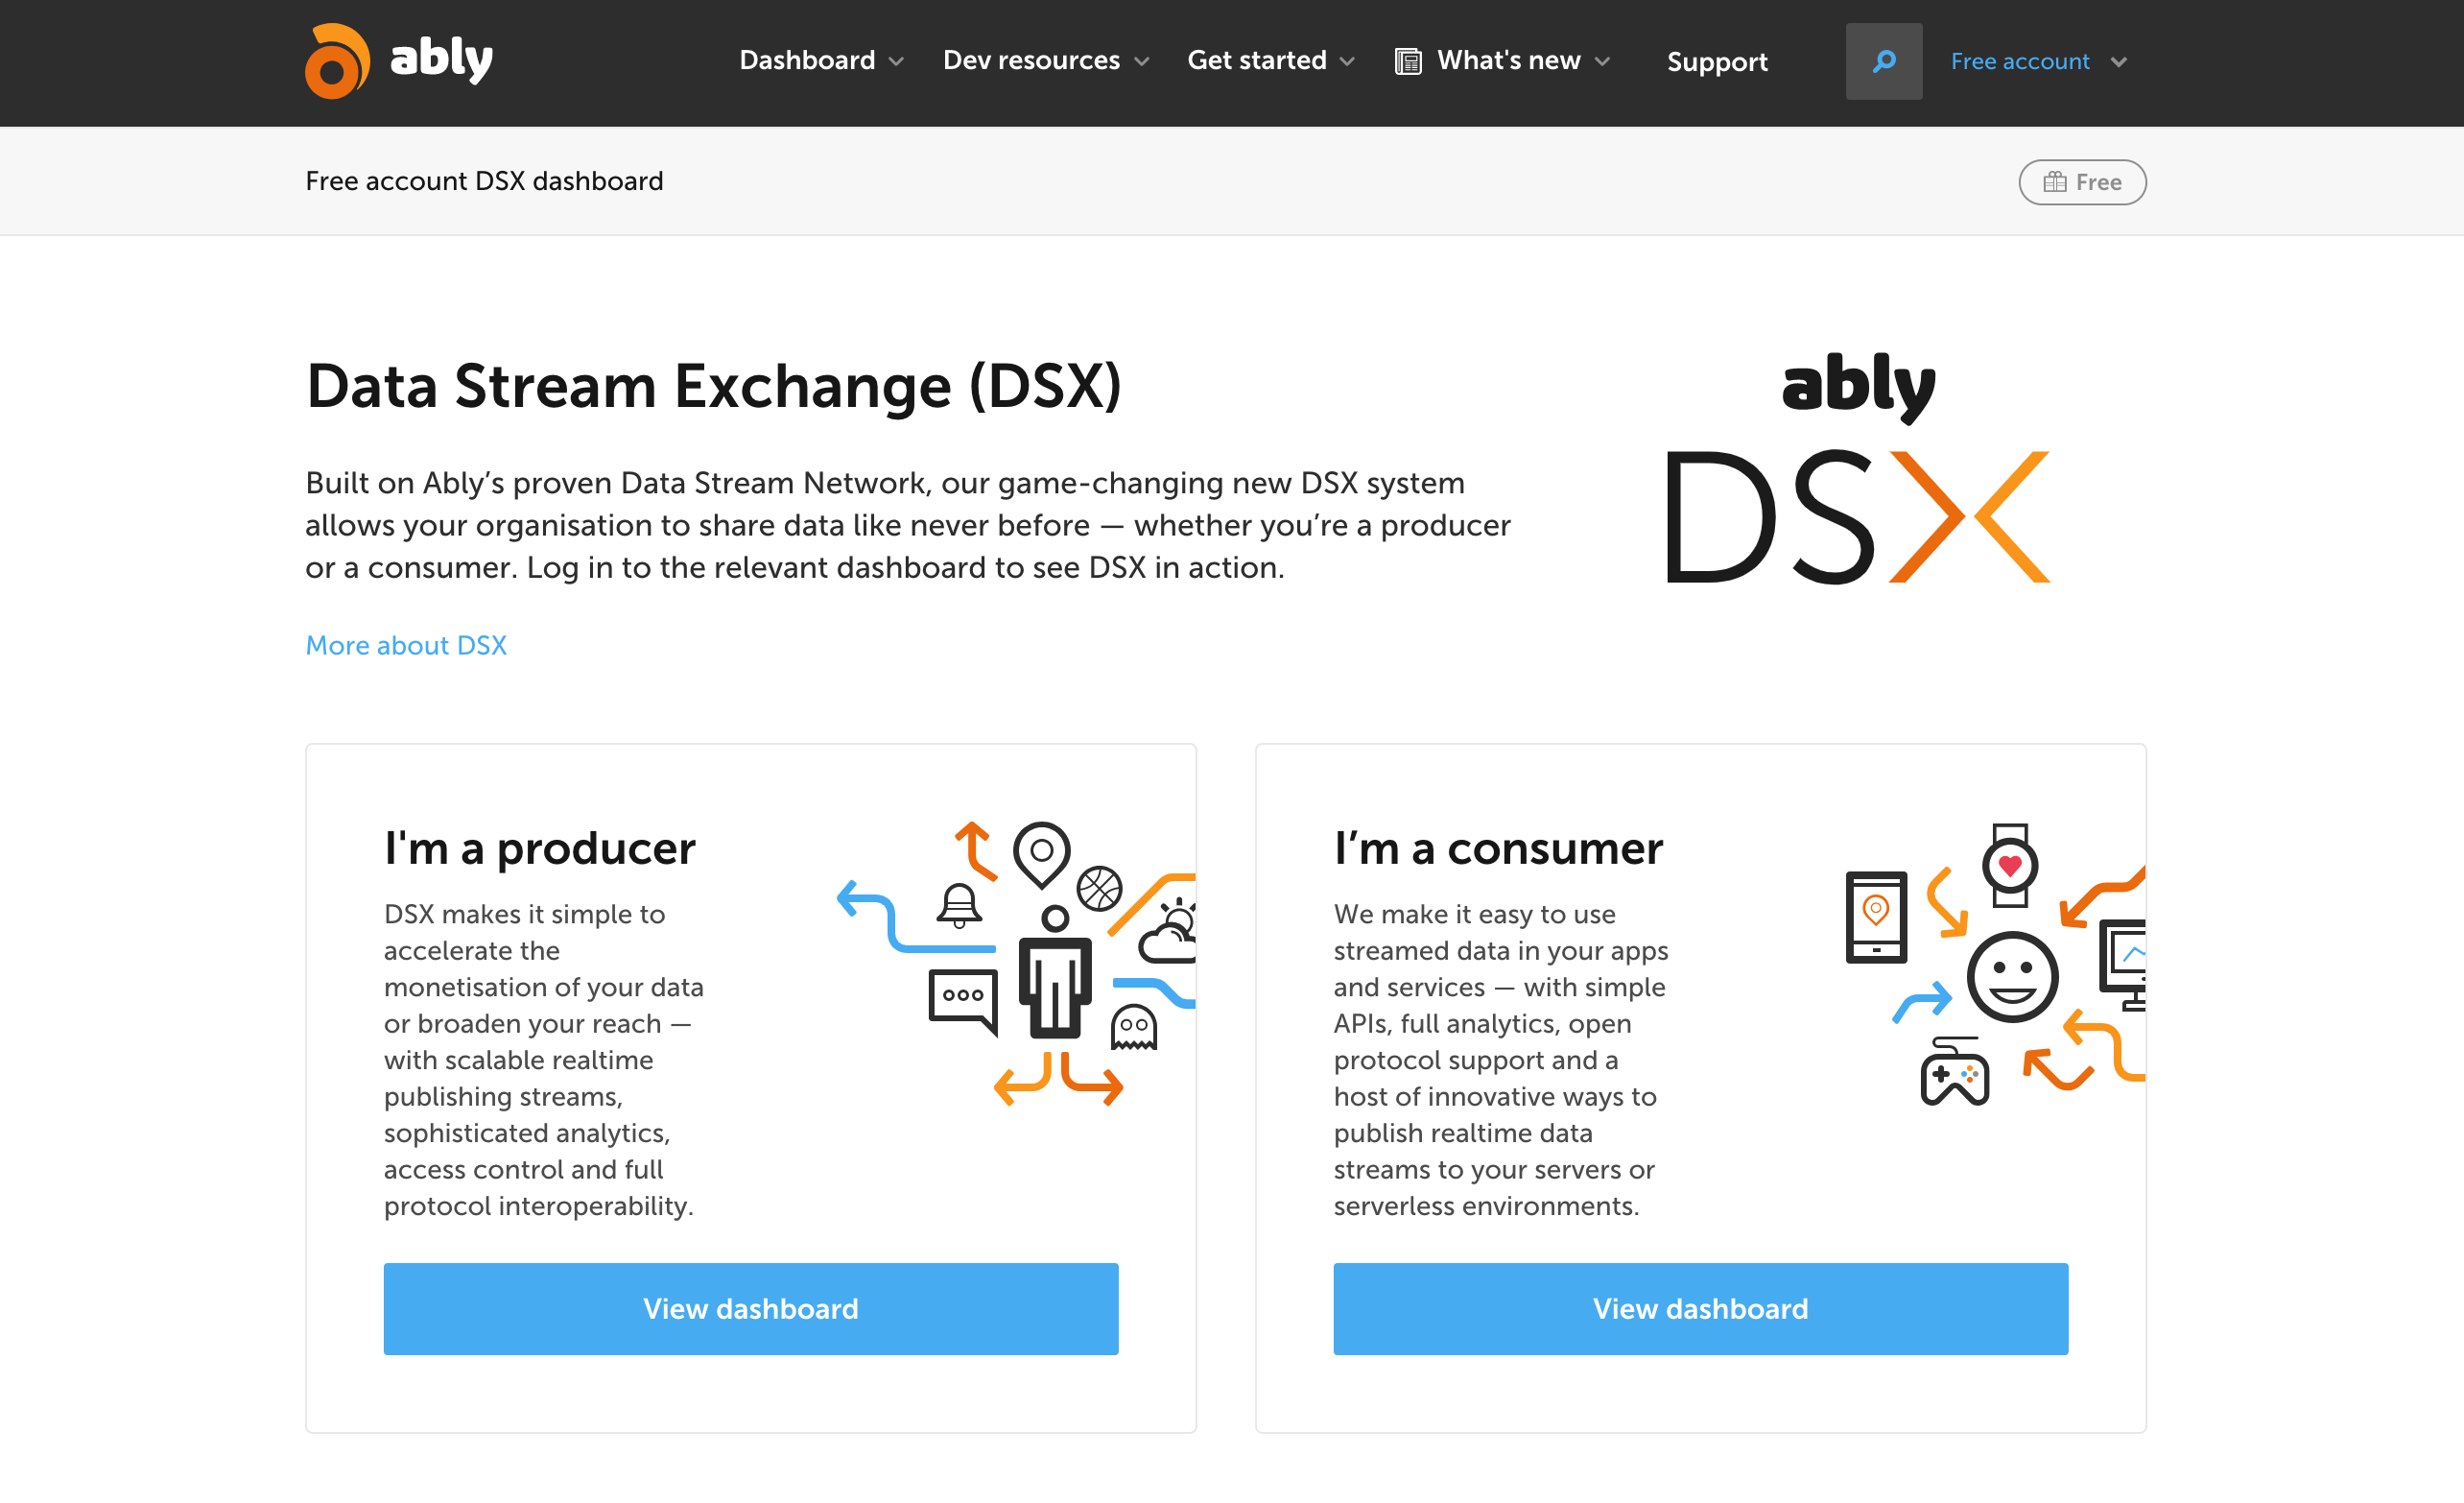 ably
Dashboard
Dev resources
Get started
What's new
Support
Free account
Free account DSX dashboard
Free
Data Stream Exchange (DSX)
Built on Ably’s proven Data Stream Network, our game-changing new DSX system
allows your organisation to share data like never before — whether you’re a producer
or a consumer. Log in to the relevant dashboard to see DSX in action.
More about DSX
ably
DSX
I'm a producer
DSX makes it simple to
accelerate the
monetisation of your data
or broaden your reach —
with scalable realtime
publishing streams,
sophisticated analytics,
access control and full
protocol interoperability.
View dashboard
I’m a consumer
We make it easy to use
streamed data in your apps
and services — with simple
APIs, full analytics, open
protocol support and a
host of innovative ways to
publish realtime data
streams to your servers or
serverless environments.
View dashboard